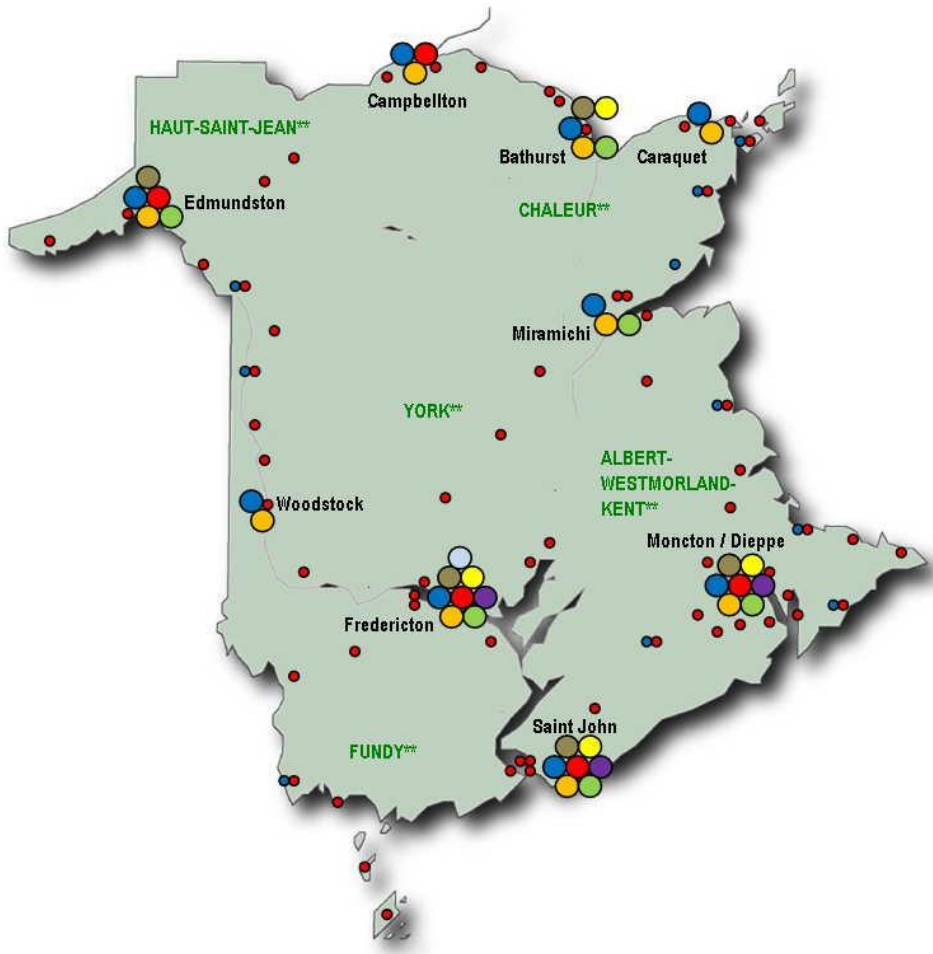 Campbellton
HAUT-SAINT-JEAN**
Bathurst
Caraquet
Edmundston
CHALEUR**
Miramichi
YORK**
ALBERT-
WESTMORLAND-
KENT**
Woodstock
Moncton / Dieppe
Fredericton
Saint John
FUNDY**